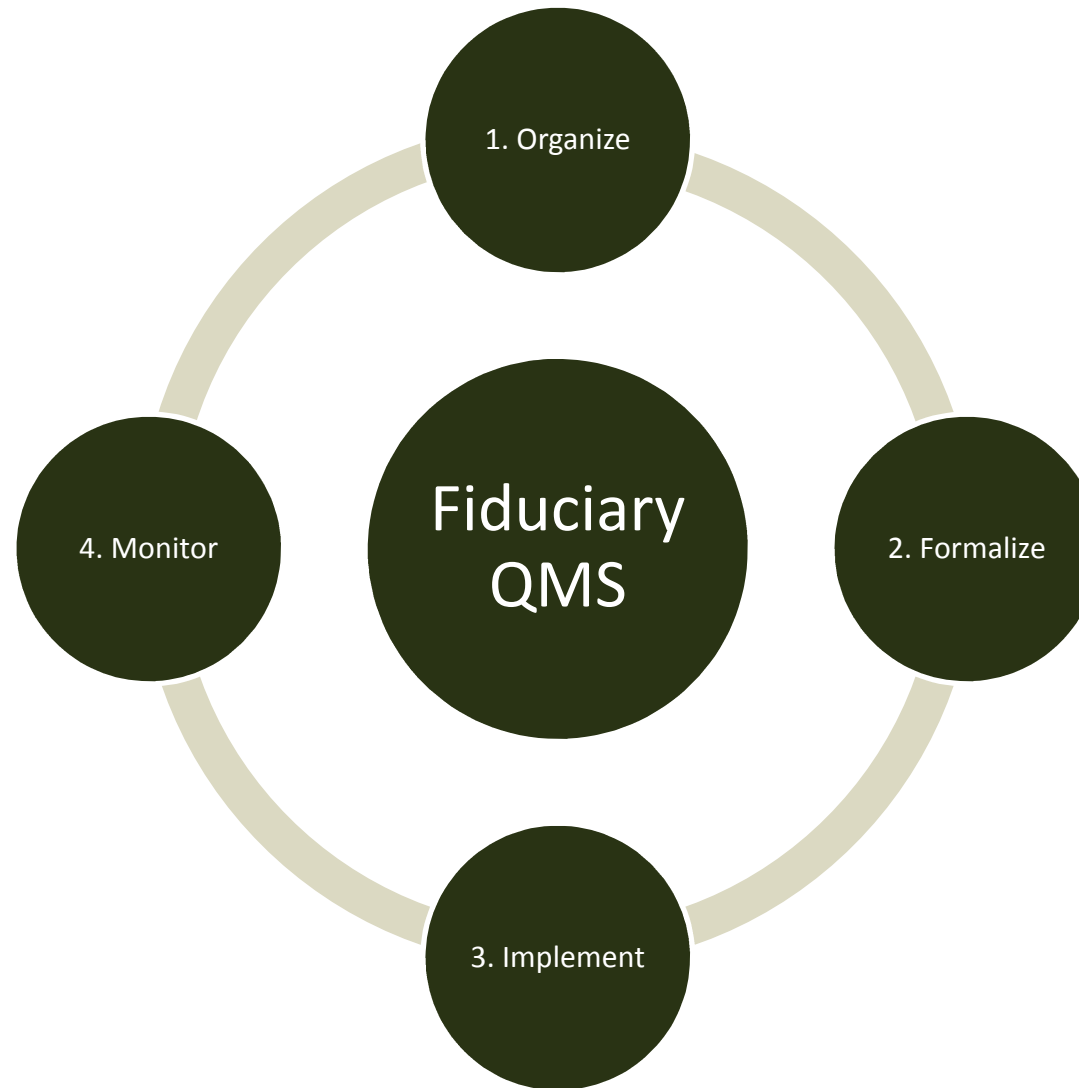 1. Organize
2. Formalize
3. Implement
4. Monitor
Fiduciary
QMS